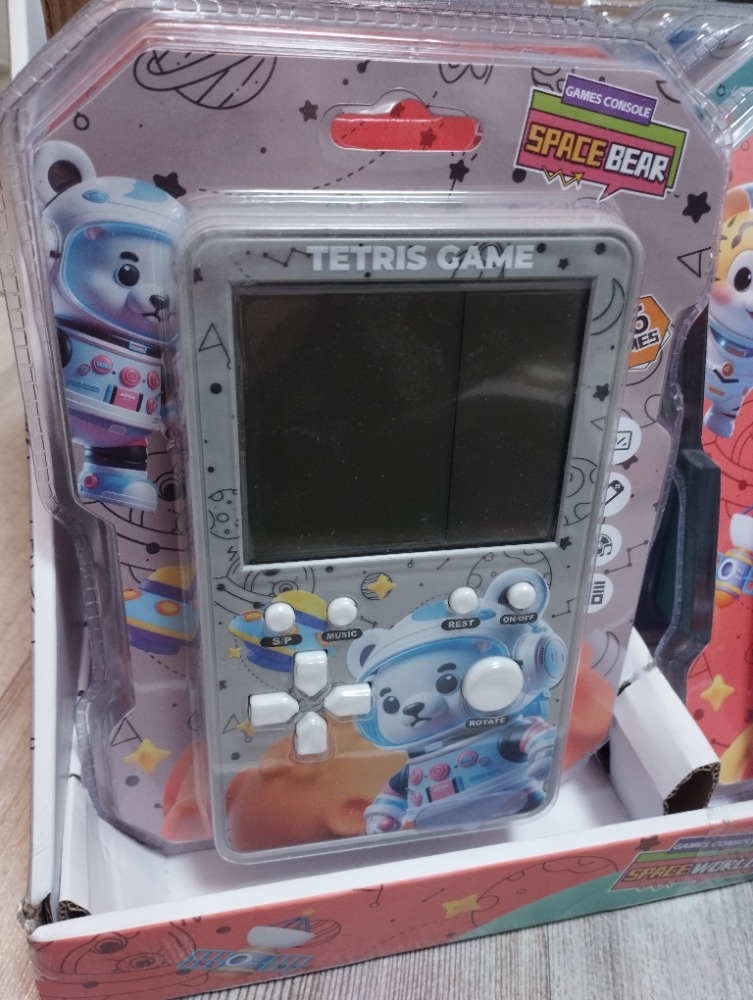 GAMES CONSOLE
SPACE BEAR
TETRIS GAME
S/P
MUSIC
REST
ON/OFF
ROTATE
GAMES CONSOLE
SPACE WORLD